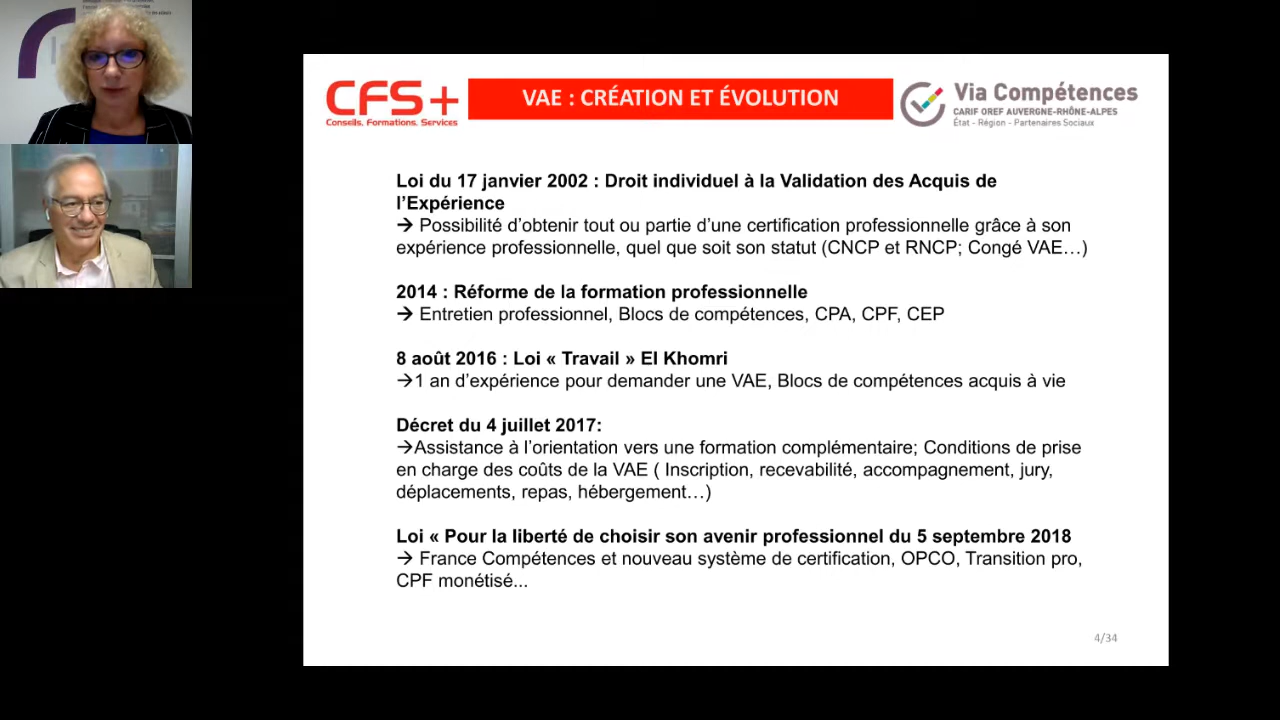 CFS+
Conseils, Formations, Services
VAE : CRÉATION ET ÉVOLUTION
Via Compétences
CARIF OREF AUVERGNE-RHÔNE-ALPES
État - Région - Partenaires Sociaux
Loi du 17 janvier 2002 : Droit individuel à la Validation des Acquis de
l’Expérience
→ Possibilité d’obtenir tout ou partie d’une certification professionnelle grâce à son
expérience professionnelle, quel que soit son statut (CNCP et RNCP; Congé VAE…)
2014 : Réforme de la formation professionnelle
→ Entretien professionnel, Blocs de compétences, CPA, CPF, CEP
8 août 2016 : Loi « Travail » El Khomri
→1 an d’expérience pour demander une VAE, Blocs de compétences acquis à vie
Décret du 4 juillet 2017:
→Assistance à l’orientation vers une formation complémentaire; Conditions de prise
en charge des coûts de la VAE ( Inscription, recevabilité, accompagnement, jury,
déplacements, repas, hébergement…)
Loi « Pour la liberté de choisir son avenir professionnel du 5 septembre 2018
→ France Compétences et nouveau système de certification, OPCO, Transition pro,
CPF monétisé...
4/34